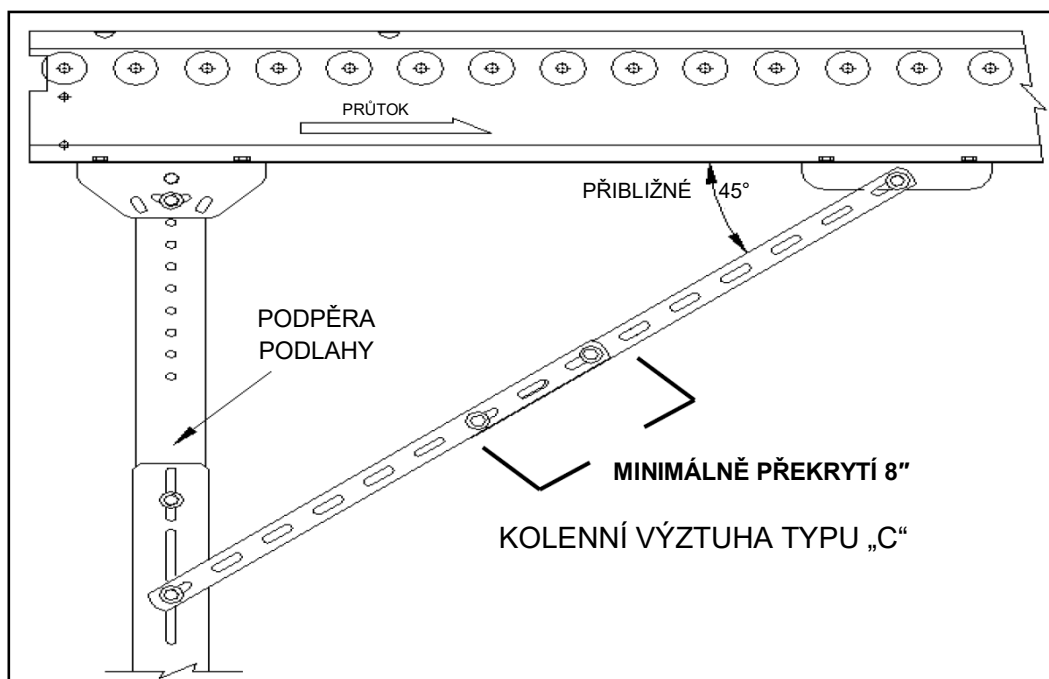 PRŮTOK
PŘIBLIŽNÉ 45°
PODPĚRA
PODLAHY
MINIMÁLNĚ PŘEKRYTÍ 8″
KOLENNÍ VÝZTUHA TYPU „C“